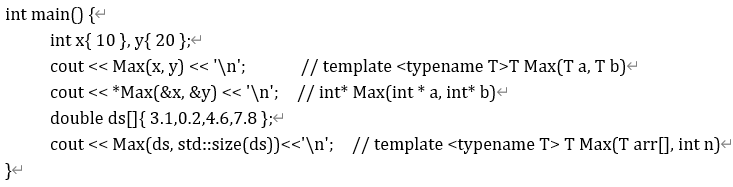 int main() {
int x{ 10 }, y{ 20 };
cout << Max(x, y) << '\n'; // template <typename T>T Max(T a, T b)
cout << *Max(&x, &y) << '\n'; // int* Max(int * a, int* b)
double ds[]{ 3.1,0.2,4.6,7.8 };
cout << Max(ds, std::size(ds))<<'\n'; // template <typename T> T Max(T arr[], int n)
}